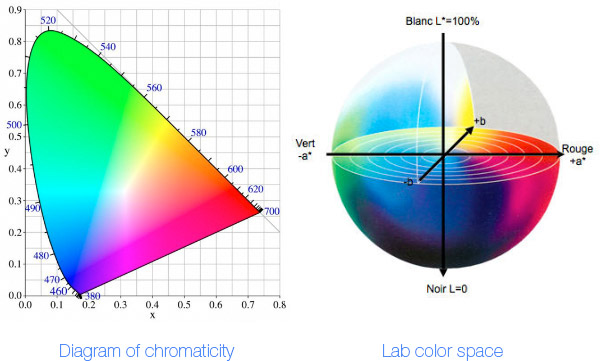 0.9
0.8
0.7
0.6
0.5
y
0.4
0.3
0.2
0.1
0.0
0.0
0.1
0.2
0.3
0.4
0.5
0.6
0.7
0.8
x
520
540
560
580
600
620
700
500
490
480
470
460
380
Diagram of chromaticity
Blanc L*=100%
+b
Vert
-a*
Rouge
+a*
-b
Noir L=0
Lab color space